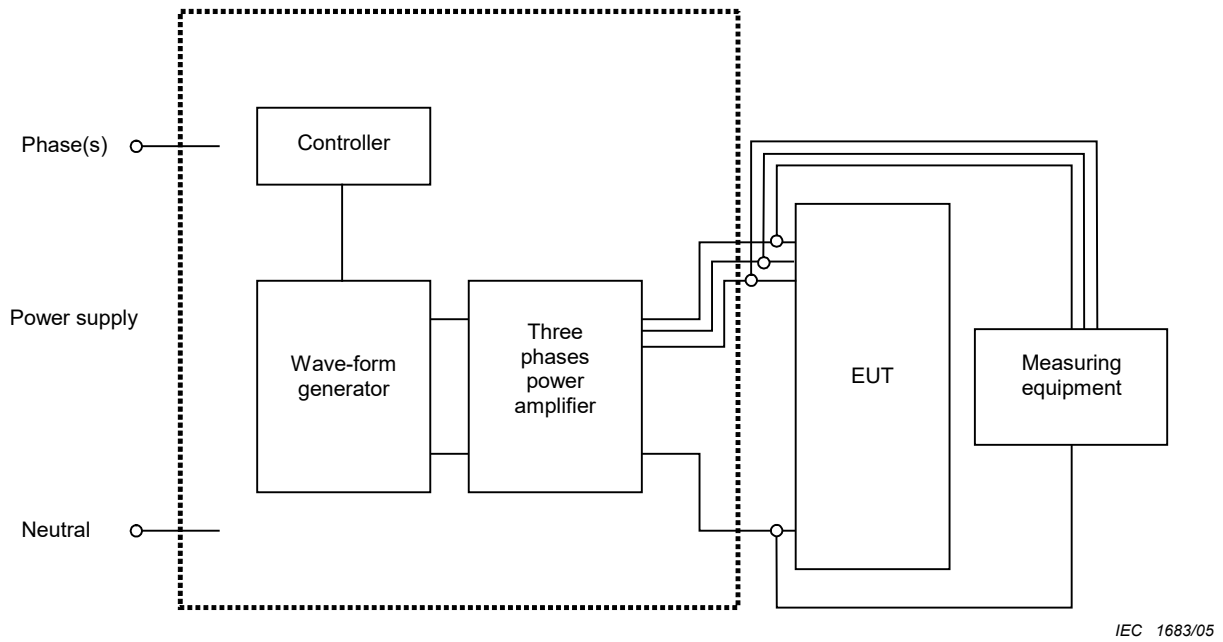 Phase(s)
Controller
Power supply
Wave-form
generator
Three
phases
power
amplifier
EUT
Measuring
equipment
Neutral
IEC 1683/05